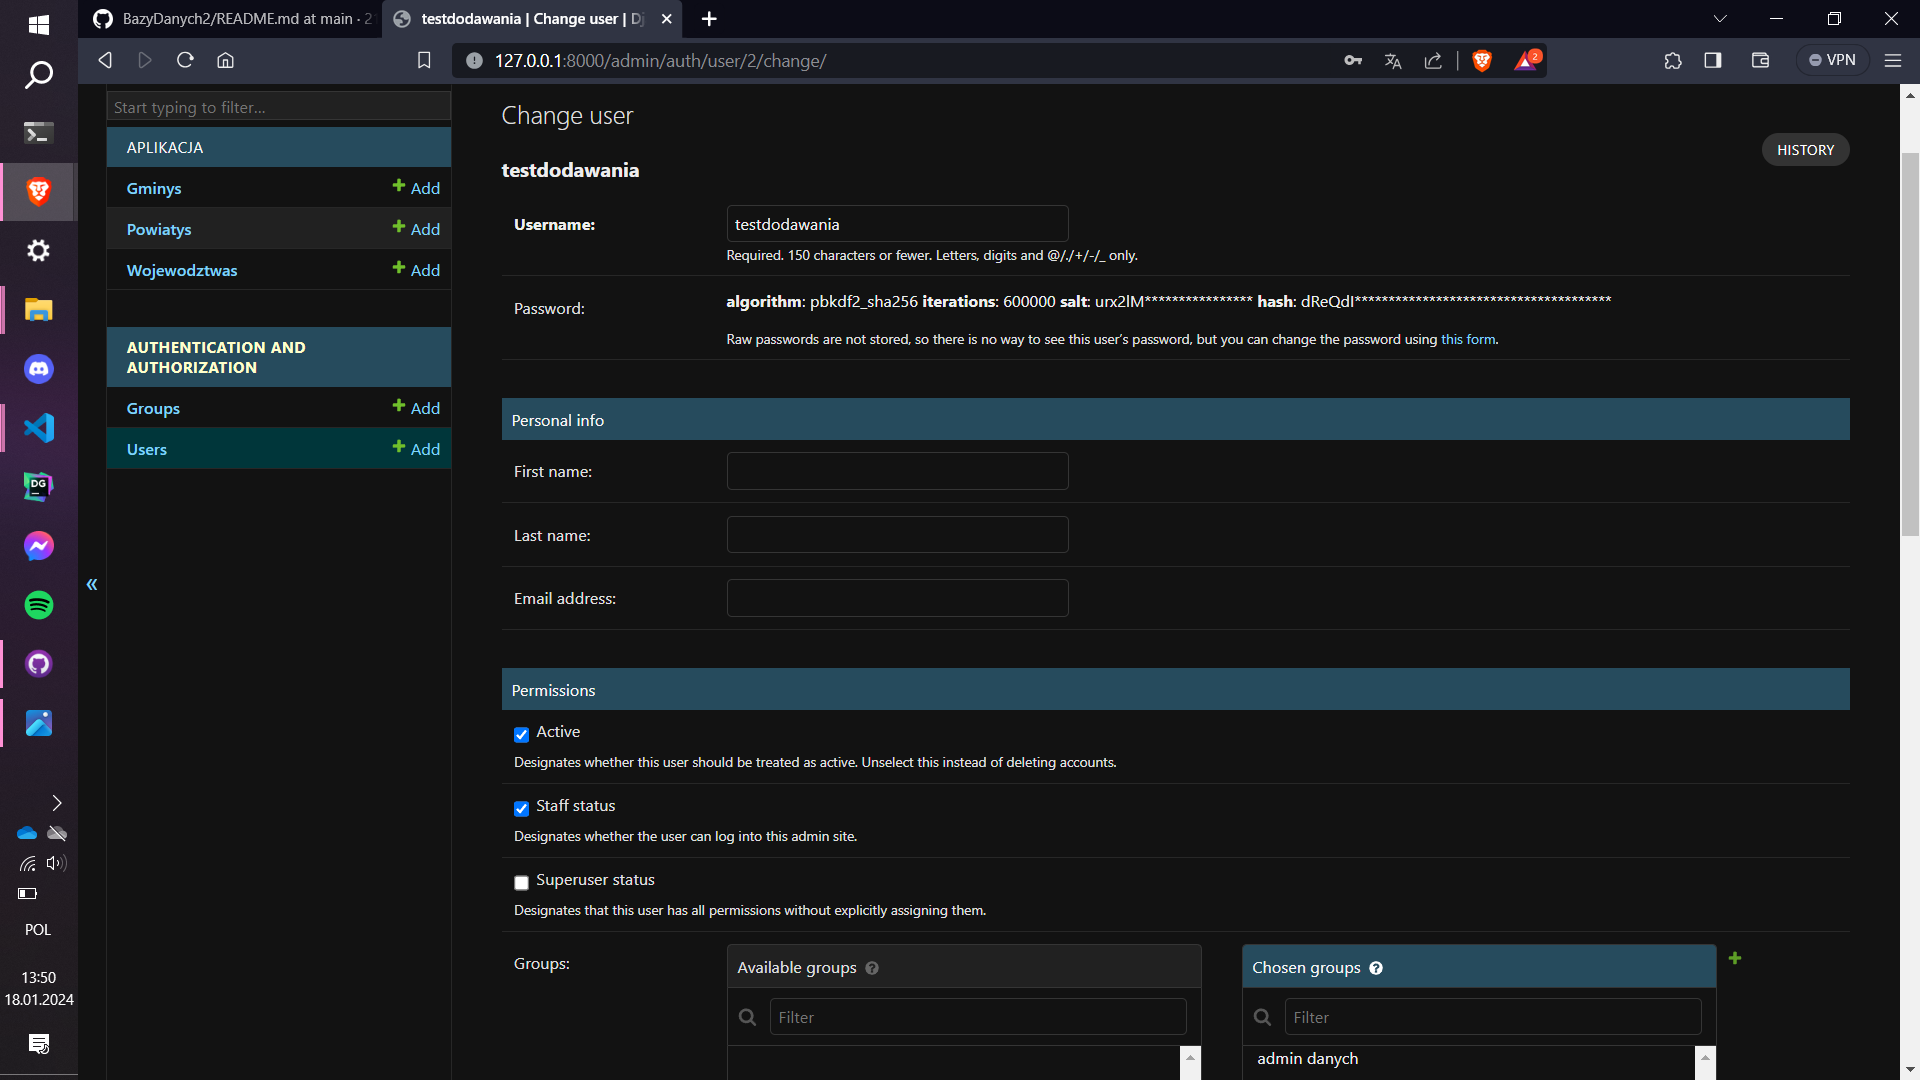 BazyDanych2/README.md at main · 2
testdodawania | Change user | Dj
127.0.0.1:8000/admin/auth/user/2/change/
2
VPN
Start typing to filter...
APLIKACJA
Gminys
Add
Powiatys
Add
Wojewodztwas
Add
AUTHENTICATION AND
AUTHORIZATION
Groups
Add
Users
Add
«
Change user
HISTORY
testdodawania
Username:
testdodawania
Required. 150 characters or fewer. Letters, digits and @/./+/-/_ only.
Password:
algorithm: pbkdf2_sha256 iterations: 600000 salt: urx2lM**************** hash: dReQdI**************************************
Raw passwords are not stored, so there is no way to see this user’s password, but you can change the password using this form.
Personal info
First name:
Last name:
Email address:
Permissions
Active
Designates whether this user should be treated as active. Unselect this instead of deleting accounts.
Staff status
Designates whether the user can log into this admin site.
Superuser status
Designates that this user has all permissions without explicitly assigning them.
Groups:
Available groups ?
Filter
Chosen groups ?
Filter
admin danych
DG
POL
13:50
18.01.2024